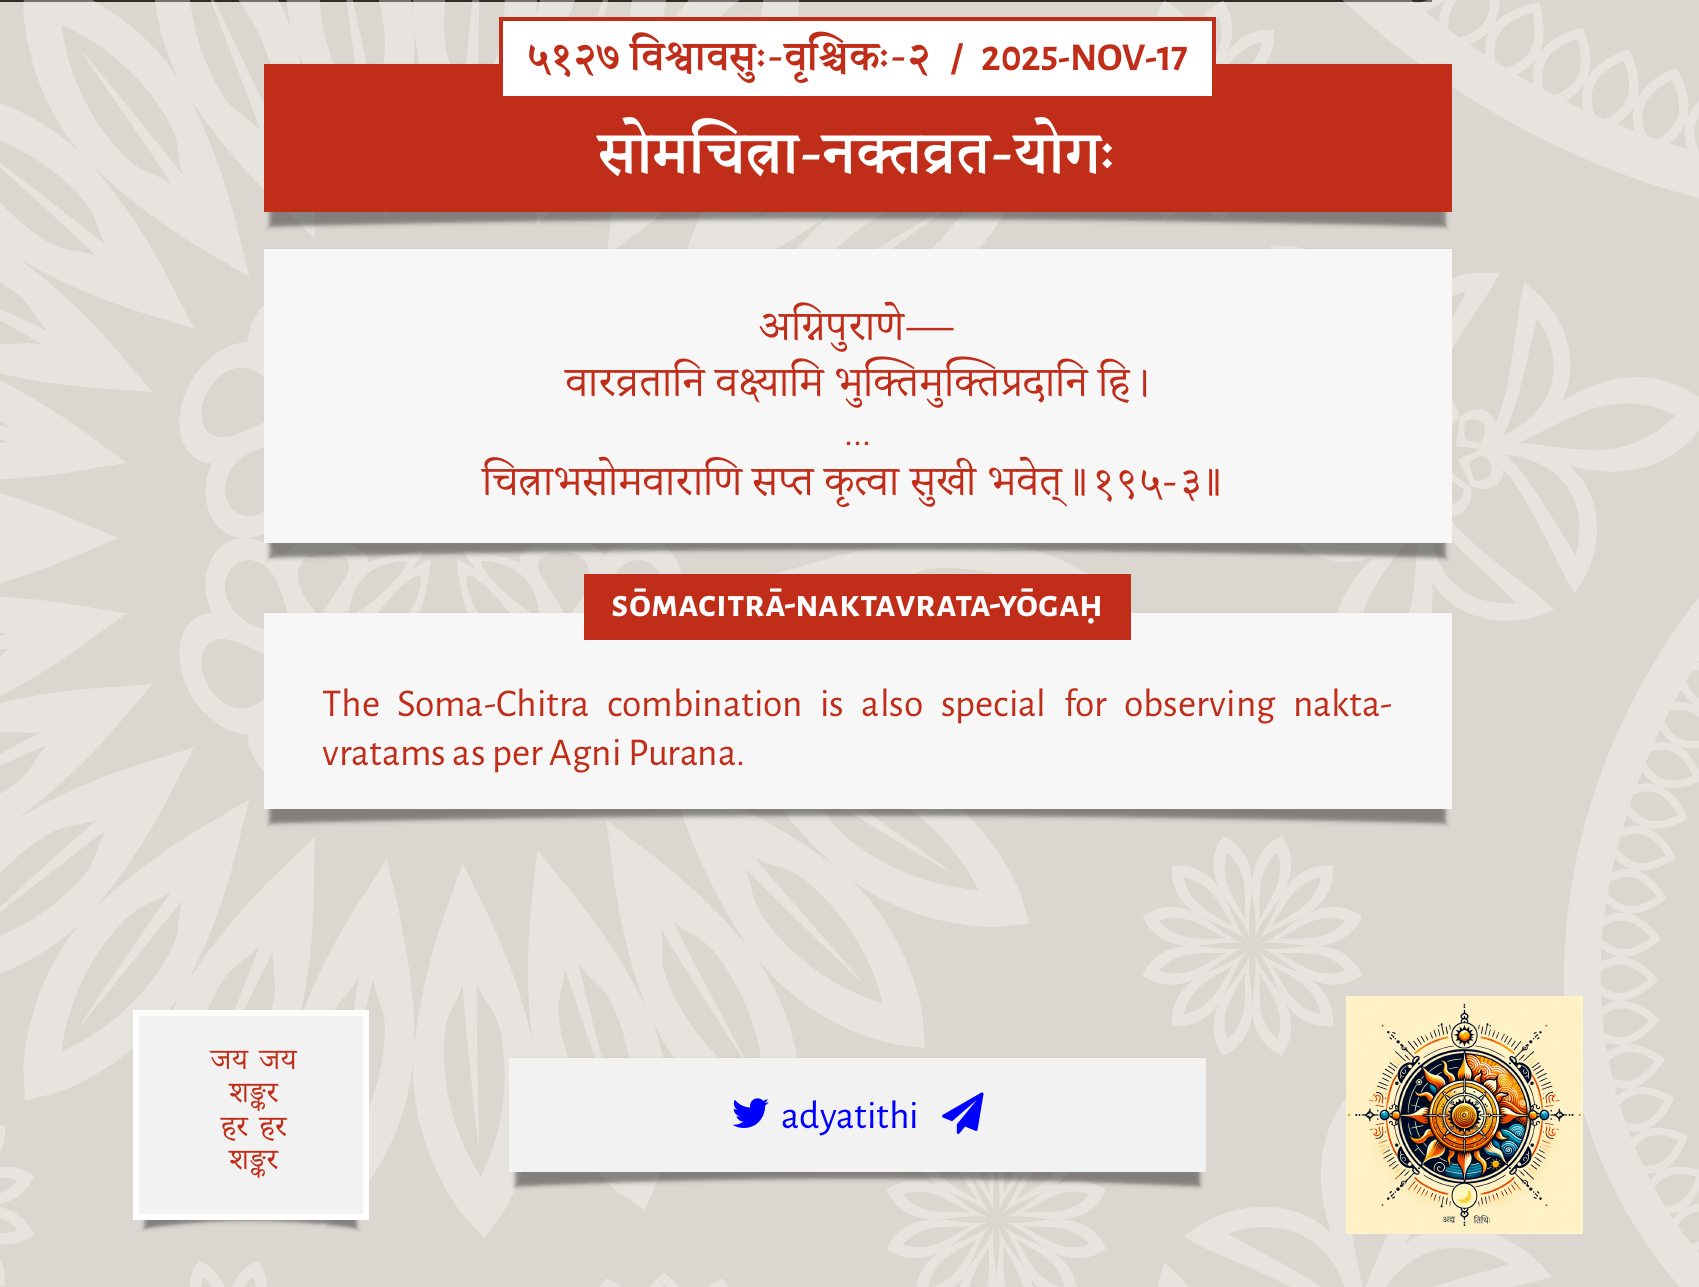 ५१२७ विश्वावसुः-वृश्चिकः-२ / 2025-NOV-17
सोमचित्रा-नक्तव्रत-योगः
अग्निपुराणे—
वारव्रतानि वक्ष्यामि भुक्तिमुक्तिप्रदानि हि।
...
चित्राभसोमवाराणि सप्त कृत्वा सुखी भवेत्॥१९५-३॥
SŌMACITRĀ-NAKTAVRATA-YŌGAḤ
The Soma-Chitra combination is also special for observing nakta-
vratams as per Agni Purana.
जय जय
शङ्कर
हर हर
शङ्कर
adyatithi
अद्य तिथिः